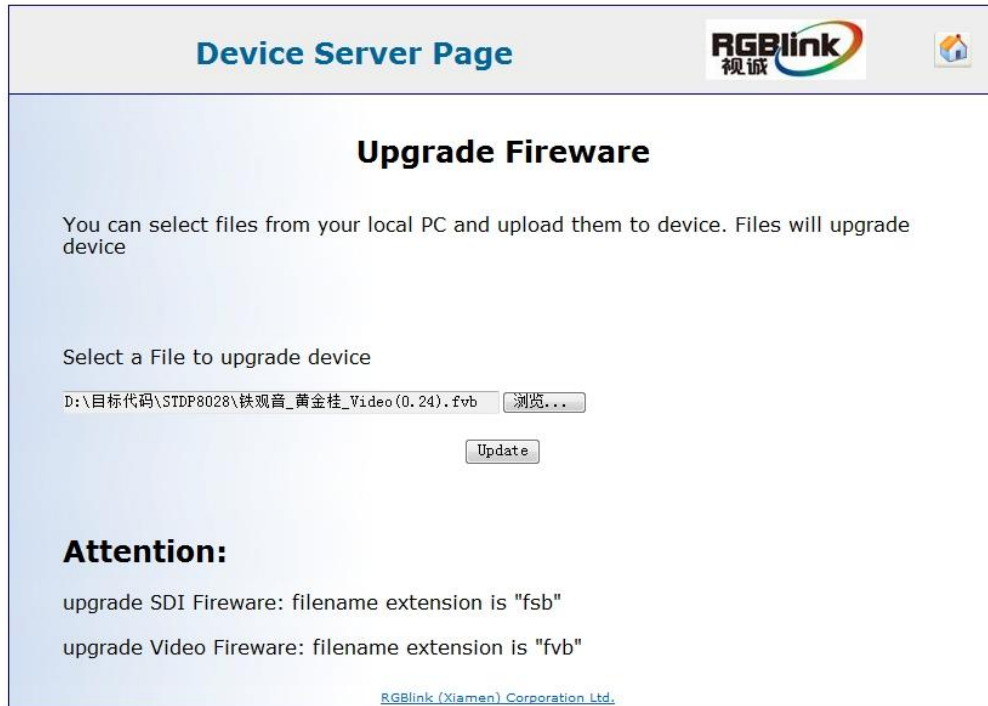 Device Server Page
RGBlink
视诚
Upgrade Fireware
You can select files from your local PC and upload them to device. Files will upgrade
device
Select a File to upgrade device
D:\目标代码\STDP8028\铁观音_黄金桂_Video(0.24).fvb 浏览...
Update
Attention:
upgrade SDI Fireware: filename extension is "fsb"
upgrade Video Fireware: filename extension is "fvb"
RGBlink (Xiamen) Corporation Ltd.